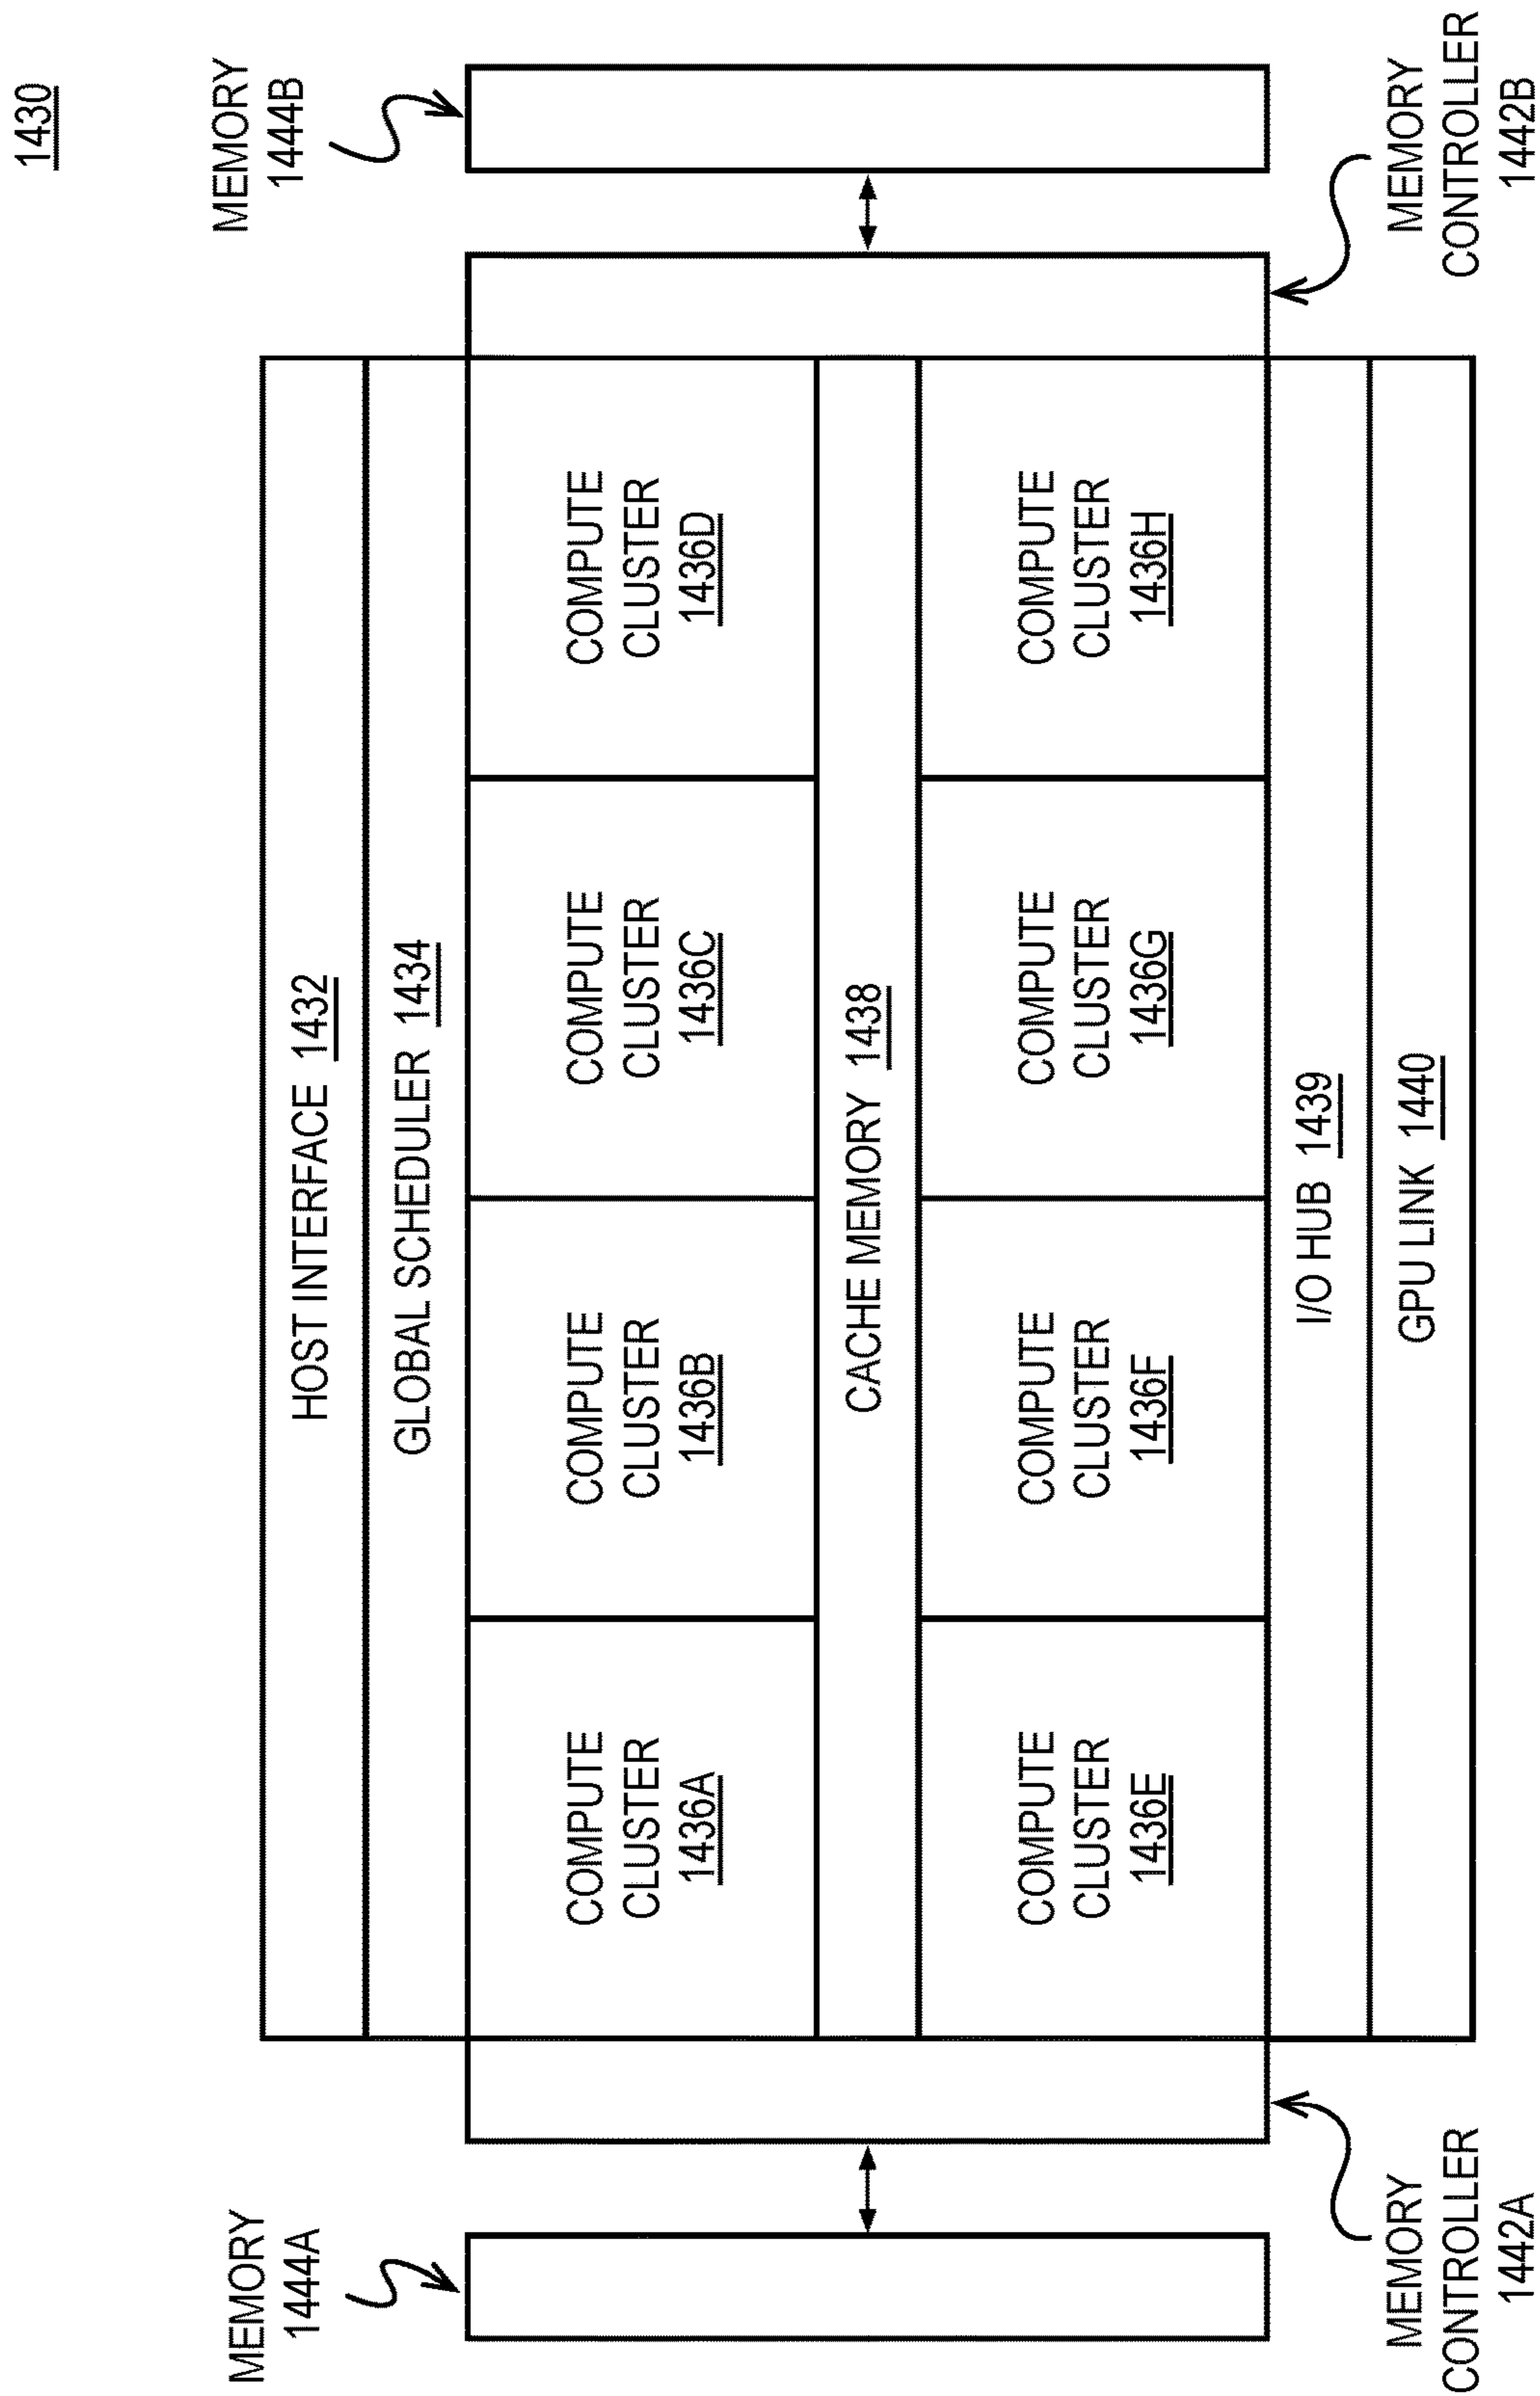 1430
MEMORY
1444A
MEMORY
1444B
HOST INTERFACE 1432
GLOBAL SCHEDULER 1434
COMPUTE
CLUSTER
1436A
COMPUTE
CLUSTER
1436B
COMPUTE
CLUSTER
1436C
COMPUTE
CLUSTER
1436D
CACHE MEMORY 1438
COMPUTE
CLUSTER
1436E
COMPUTE
CLUSTER
1436F
COMPUTE
CLUSTER
1436G
COMPUTE
CLUSTER
1436H
I/O HUB 1439
GPU LINK 1440
MEMORY
CONTROLLER
1442A
MEMORY
CONTROLLER
1442B